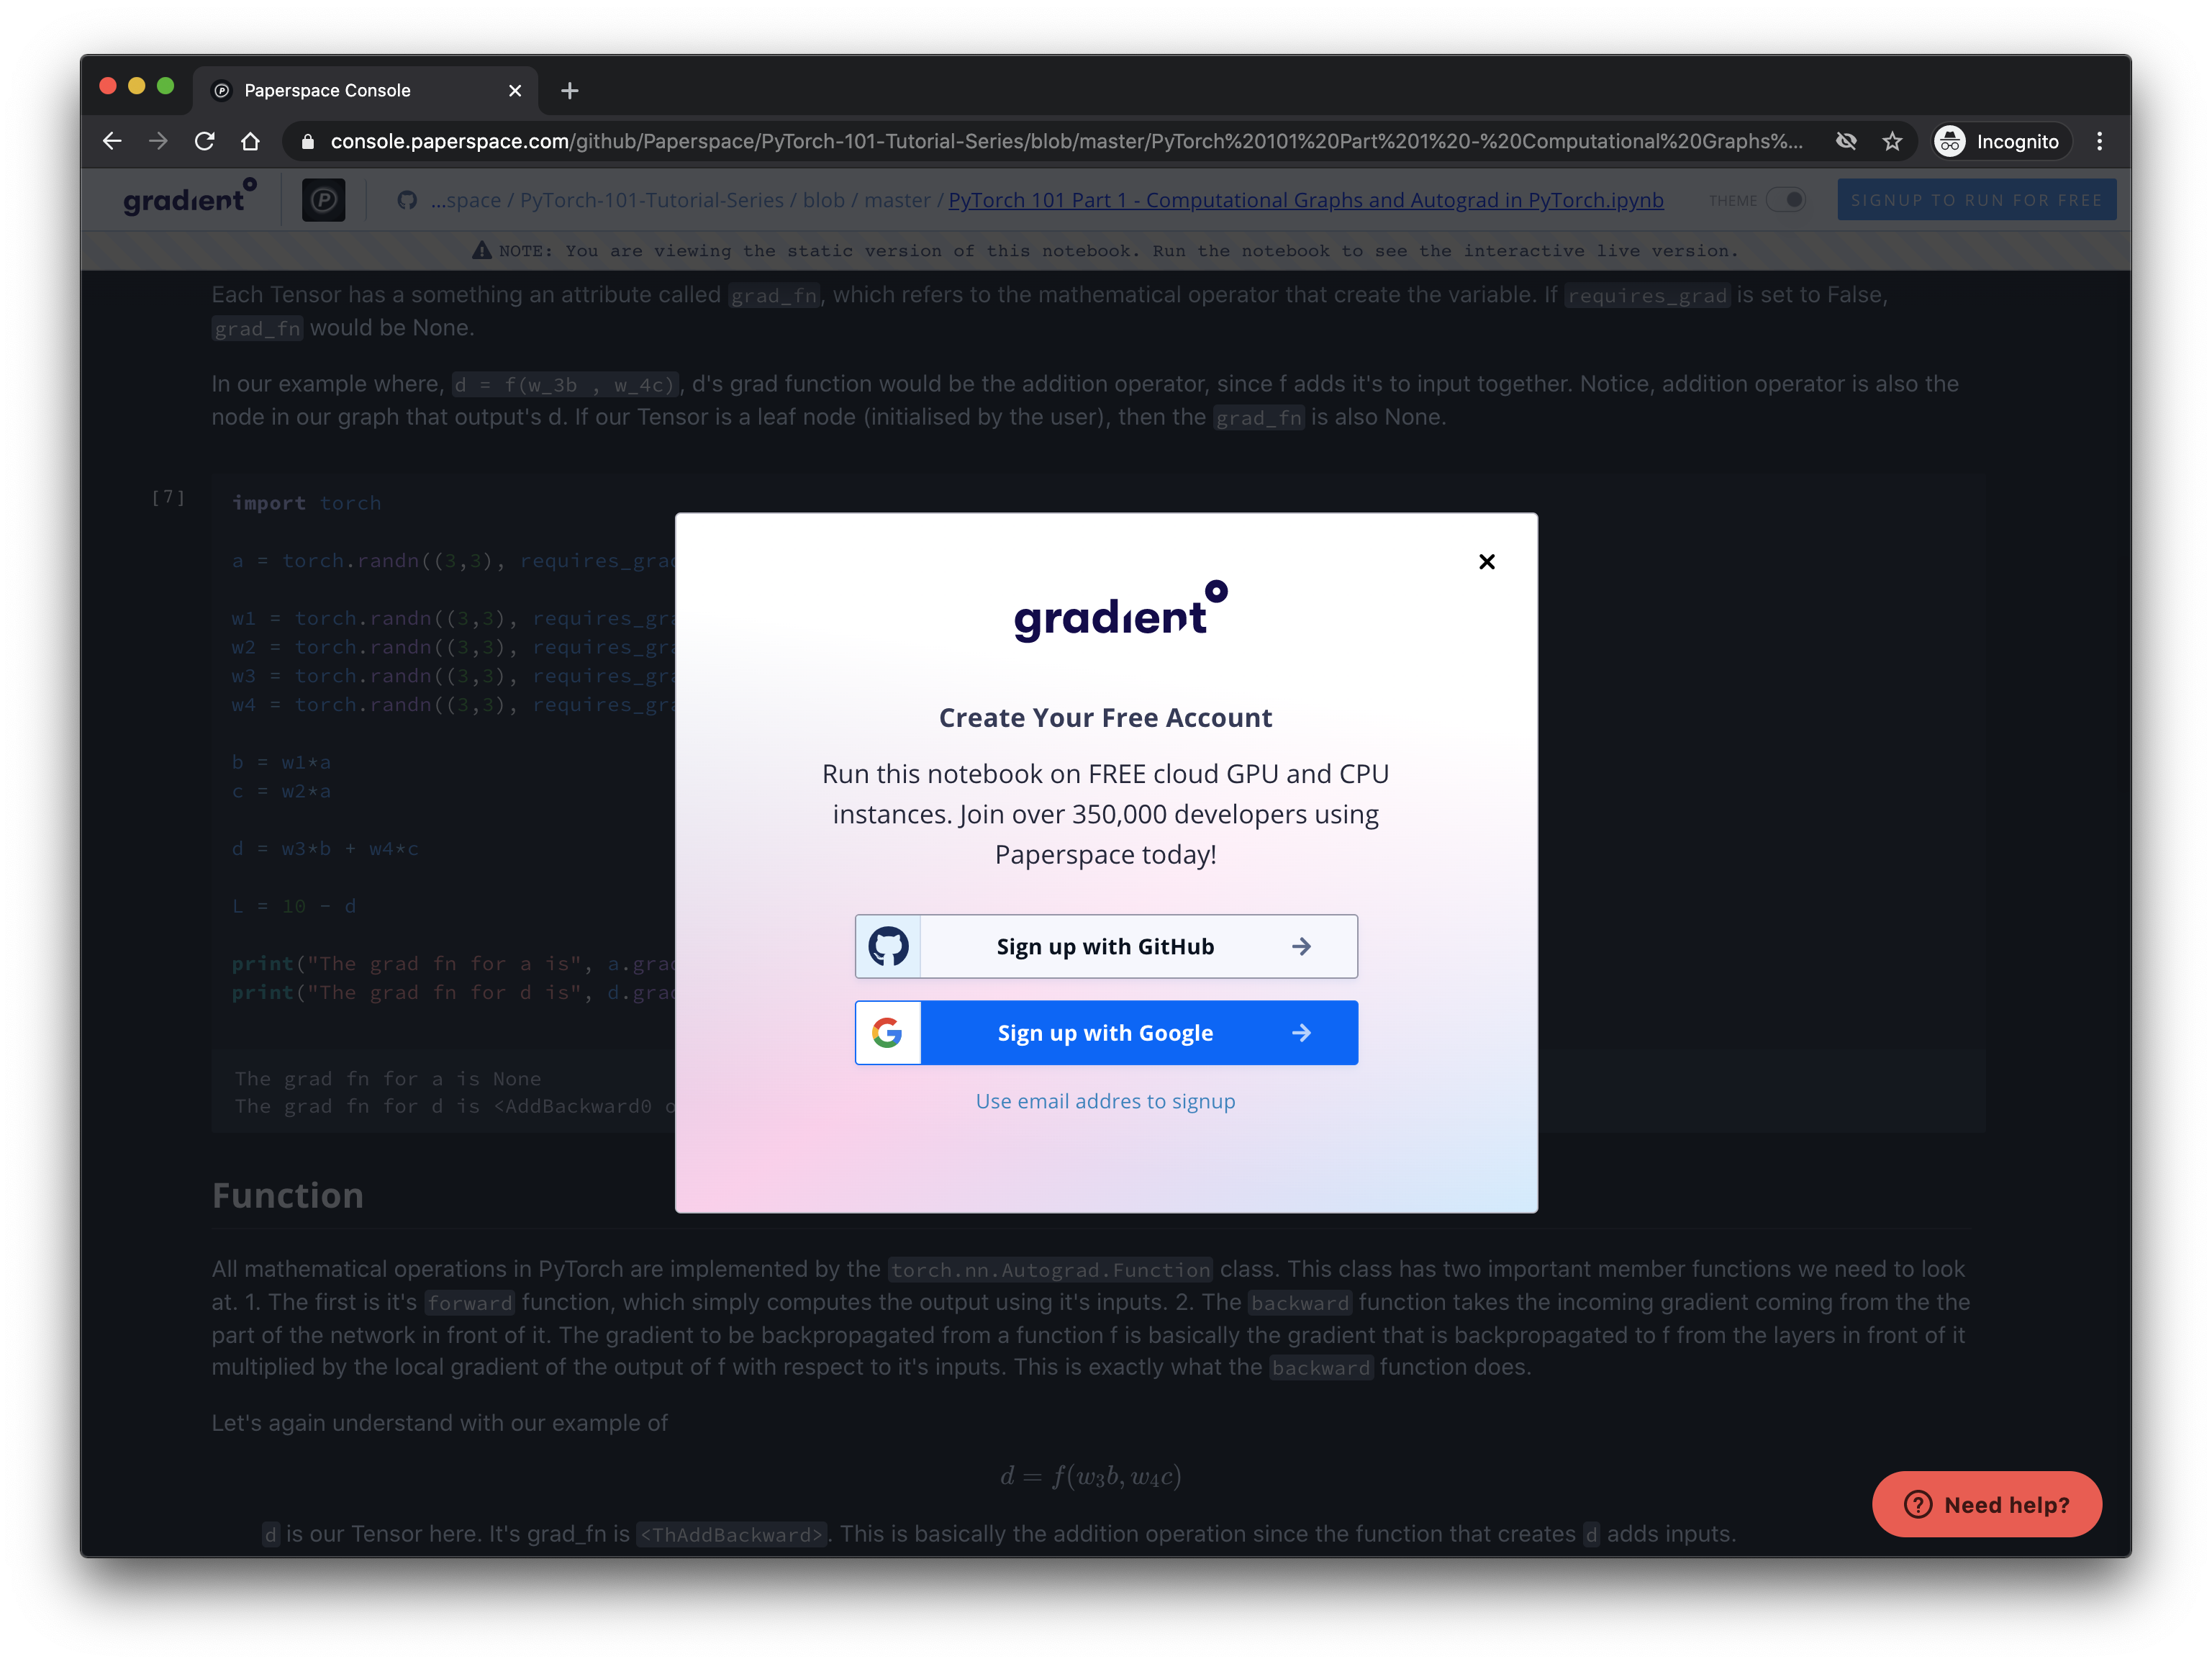 Paperspace Console
console.paperspace.com/github/Paperspace/PyTorch-101-Tutorial-Series/blob/master/PyTorch%20101%20Part%201%20-%20Computational%20Graphs%...
Incognito
gradient
...space / PyTorch-101-Tutorial-Series / blob / master / PyTorch 101 Part 1 - Computational Graphs and Autograd in PyTorch.ipynb
THEME
SIGNUP TO RUN FOR FREE
NOTE: You are viewing the static version of this notebook. Run the notebook to see the interactive live version.
Each Tensor has a something an attribute called grad_fn, which refers to the mathematical operator that create the variable. If requires_grad is set to False,
grad_fn would be None.
In our example where, d = f(w_3b , w_4c), d's grad function would be the addition operator, since f adds it's to input together. Notice, addition operator is also the
node in our graph that output's d. If our Tensor is a leaf node (initialised by the user), then the grad_fn is also None.
[7]
import torch
a = torch.randn((3,3), requires_grad
w1 = torch.randn((3,3), requires_gra
w2 = torch.randn((3,3), requires_gra
w3 = torch.randn((3,3), requires_gra
w4 = torch.randn((3,3), requires_gra
b = w1*a
c = w2*a
d = w3*b + w4*c
L = 10 - d
print("The grad fn for a is", a.grad
print("The grad fn for d is", d.grad
The grad fn for a is None
The grad fn for d is <AddBackward0 o
gradient
Create Your Free Account
Run this notebook on FREE cloud GPU and CPU
instances. Join over 350,000 developers using
Paperspace today!
Sign up with GitHub
Sign up with Google
Use email addres to signup
Function
All mathematical operations in PyTorch are implemented by the torch.nn.Autograd.Function class. This class has two important member functions we need to look
at. 1. The first is it's forward function, which simply computes the output using it's inputs. 2. The backward function takes the incoming gradient coming from the the
part of the network in front of it. The gradient to be backpropagated from a function f is basically the gradient that is backpropagated to f from the layers in front of it
multiplied by the local gradient of the output of f with respect to it's inputs. This is exactly what the backward function does.
Let's again understand with our example of
d = f(w₃b, w₄c)
d is our Tensor here. It's grad_fn is <ThAddBackward>. This is basically the addition operation since the function that creates d adds inputs.
Need help?